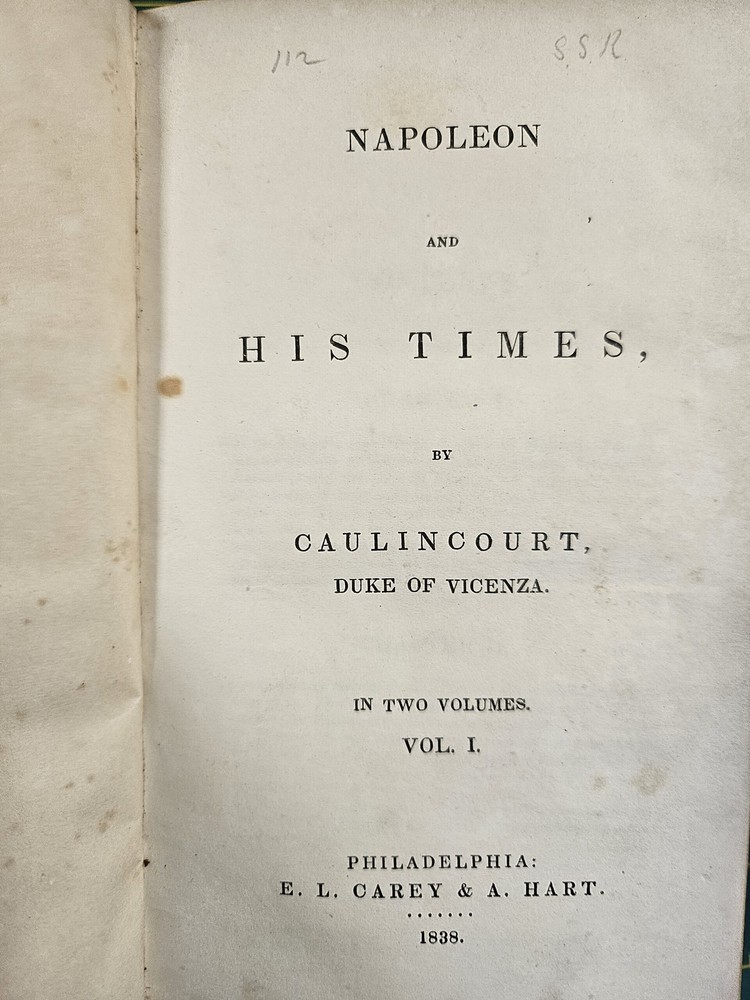 112 S.S.R
NAPOLEON
AND
HIS TIMES,
BY
CAULINCOURT,
DUKE OF VICENZA.
IN TWO VOLUMES.
VOL. I.
PHILADELPHIA:
E. L. CAREY & A. HART.
.......
1838.